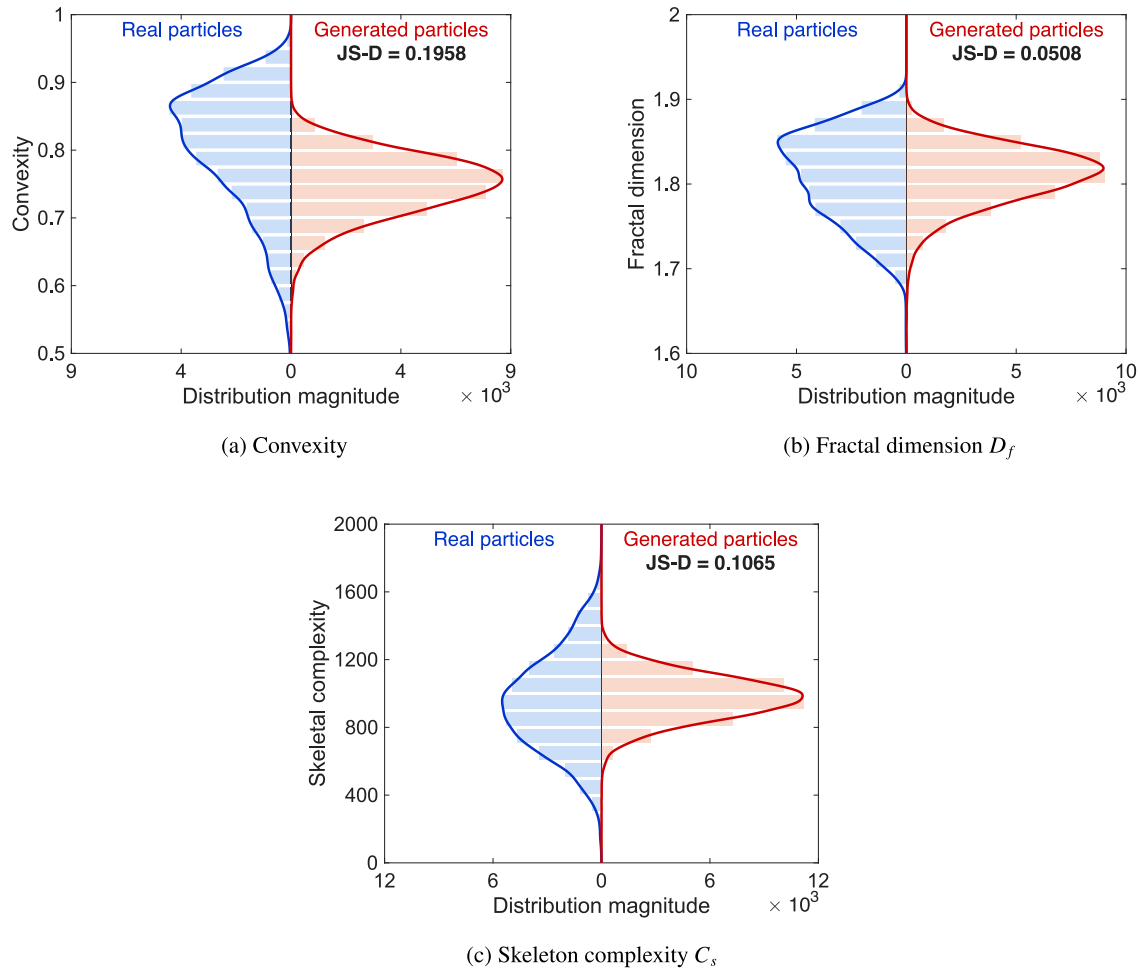 Real particles
Generated particles
JS-D = 0.1958
Convexity
1
0.9
0.8
0.7
0.6
0.5
9
4
0
4
9
Distribution magnitude
× 10³
(a) Convexity
Real particles
Generated particles
JS-D = 0.0508
Fractal dimension
2
1.9
1.8
1.7
1.6
10
5
0
5
10
Distribution magnitude
× 10³
(b) Fractal dimension D_f
Real particles
Generated particles
JS-D = 0.1065
Skeletal complexity
2000
1600
1200
800
400
0
12
6
0
6
12
Distribution magnitude
× 10³
(c) Skeleton complexity C_s